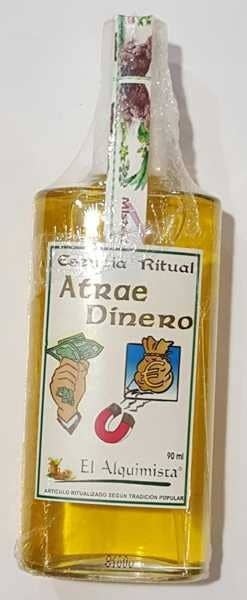 Esencia Ritual
Atrae
Dinero
€
90 ml
El Alquimista®
ARTICULO RITUALIZADO SEGÚN TRADICIÓN POPULAR